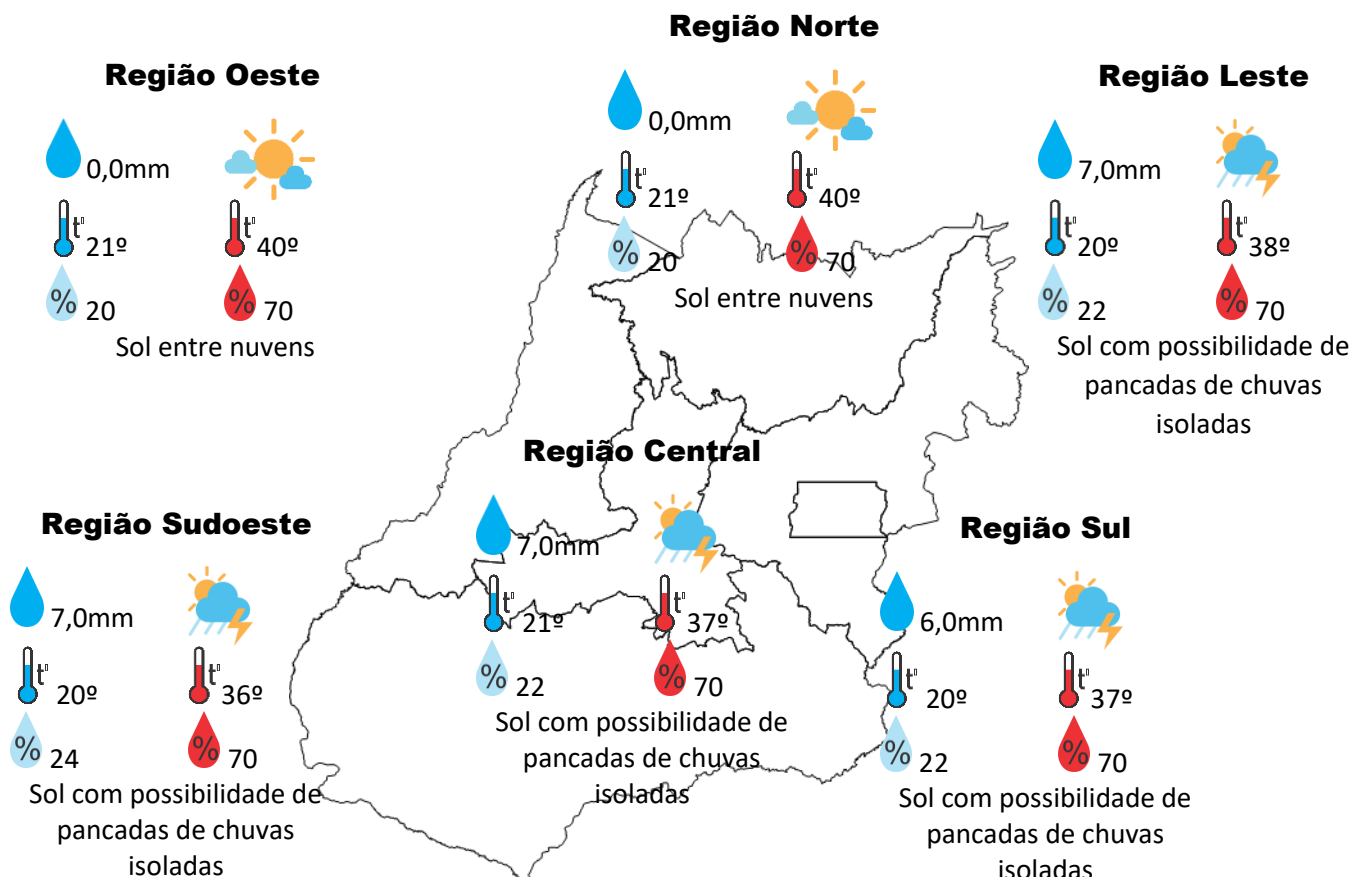 Região Norte
0,0mm
t°
21º
t°
40º
% 20
% 70
Sol entre nuvens
Região Oeste
0,0mm
t°
21º
t°
40º
% 20
% 70
Sol entre nuvens
Região Leste
7,0mm
t°
20º
t°
38º
% 22
% 70
Sol com possibilidade de
pancadas de chuvas
isoladas
Região Central
7,0mm
t°
21º
t°
37º
% 22
% 70
Sol com possibilidade de
pancadas de chuvas
isoladas
Região Sudoeste
7,0mm
t°
20º
t°
36º
% 24
% 70
Sol com possibilidade de
pancadas de chuvas
isoladas
Região Sul
6,0mm
t°
20º
t°
37º
% 22
% 70
Sol com possibilidade de
pancadas de chuvas
isoladas